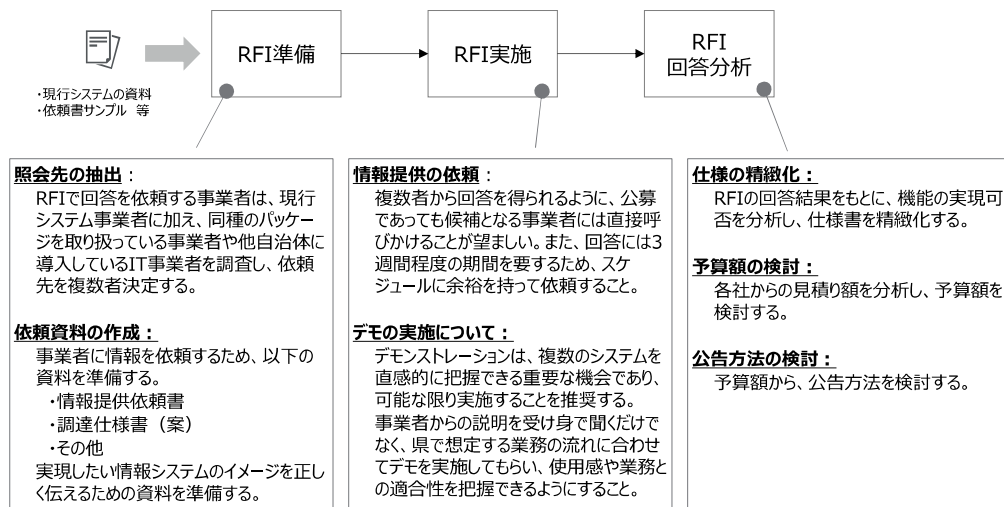 RFI準備
RFI実施
RFI
回答分析
・現行システムの資料
・依頼書サンプル 等
照会先の抽出：
RFIで回答を依頼する事業者は、現行
システム事業者に加え、同種のパッケー
ジを取り扱っている事業者や他自治体に
導入しているIT事業者を調査し、依頼
先を複数者決定する。
依頼資料の作成：
事業者に情報を依頼するため、以下の
資料を準備する。
・情報提供依頼書
・調達仕様書（案）
・その他
実現したい情報システムのイメージを正し
く伝えるための資料を準備する。
情報提供の依頼：
複数者から回答を得られるように、公募
であっても候補となる事業者には直接呼
びかけることが望ましい。また、回答には3
週間程度の期間を要するため、スケ
ジュールに余裕を持って依頼すること。
デモの実施について：
デモンストレーションは、複数のシステムを
直感的に把握できる重要な機会であり、
可能な限り実施することを推奨する。
事業者からの説明を受け身で聞くだけで
なく、県で想定する業務の流れに合わせ
てデモを実施してもらい、使用感や業務と
の適合性を把握できるようにすること。
仕様の精緻化：
RFIの回答結果をもとに、機能の実現可
否を分析し、仕様書を精緻化する。
予算額の検討：
各社からの見積り額を分析し、予算額を
検討する。
公告方法の検討：
予算額から、公告方法を検討する。